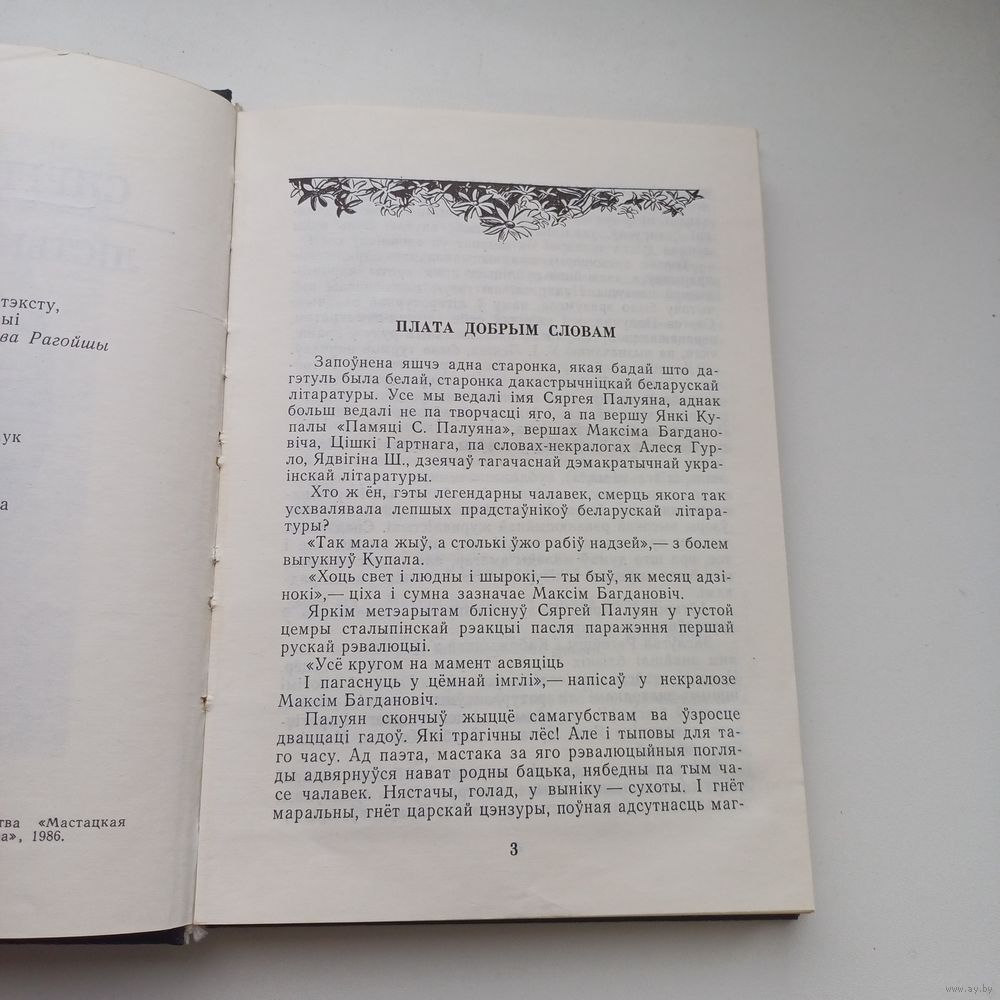 тэксту,
ыі
ва Рагойшы
ук
а
тва «Мастацкая
а», 1986.
ПЛАТА ДОБРЫМ СЛОВАМ
Запоўнена яшчэ адна старонка, якая бадай што да-
гэтуль была белай, старонка дакастрычніцкай беларускай
літаратуры. Усе мы ведалі імя Сяргея Палуяна, аднак
больш ведалі не па творчасці яго, а па вершу Янкі Ку-
палы «Памяці С. Палуяна», вершах Максіма Багдано-
віча, Цішкі Гартнага, па словах-некралогах Алеся Гур-
ло, Ядвігіна Ш., дзеячаў тагачаснай дэмакратычнай укра-
інскай літаратуры.
Хто ж ён, гэты легендарны чалавек, смерць якога так
усхвалявала лепшых прадстаўнікоў беларускай літара-
туры?
«Так мала жыў, а столькі ўжо рабіў надзей»,— з болем
выгукнуў Купала.
«Хоць свет і людны і шырокі,— ты быў, як месяц адзі-
нокі»,— ціха і сумна зазначае Максім Багдановіч.
Яркім метэарытам бліснуў Сяргей Палуян у густой
цемры сталыпінскай рэакцыі пасля паражэння першай
рускай рэвалюцыі.
«Усё кругом на мамент асвяціць
І пагаснуць у цёмнай імглі»,— напісаў у некралозе
Максім Багдановіч.
Палуян скончыў жыццё самагубствам ва ўзросце
дваццаці гадоў. Які трагічны лёс! Але і тыповы для та-
го часу. Ад паэта, мастака за яго рэвалюцыйныя погля-
ды адвярнуўся нават родны бацька, нябедны па тым ча-
се чалавек. Нястачы, голад, у выніку — сухоты. І гнёт
маральны, гнёт царскай цэнзуры, поўная адсутнасць маг-
3
www.ay.by